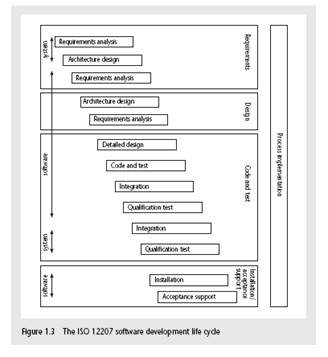 system
Requirements analysis
Architecture design
Requirements analysis
Requirements
Architecture design
Requirements analysis
Design
software
Detailed design
Code and test
Integration
Qualification test
Code and test
system
Integration
Qualification test
software
Installation
Acceptance support
Installation/
acceptance
support
Process implementation
Figure 1.3 The ISO 12207 software development life cycle